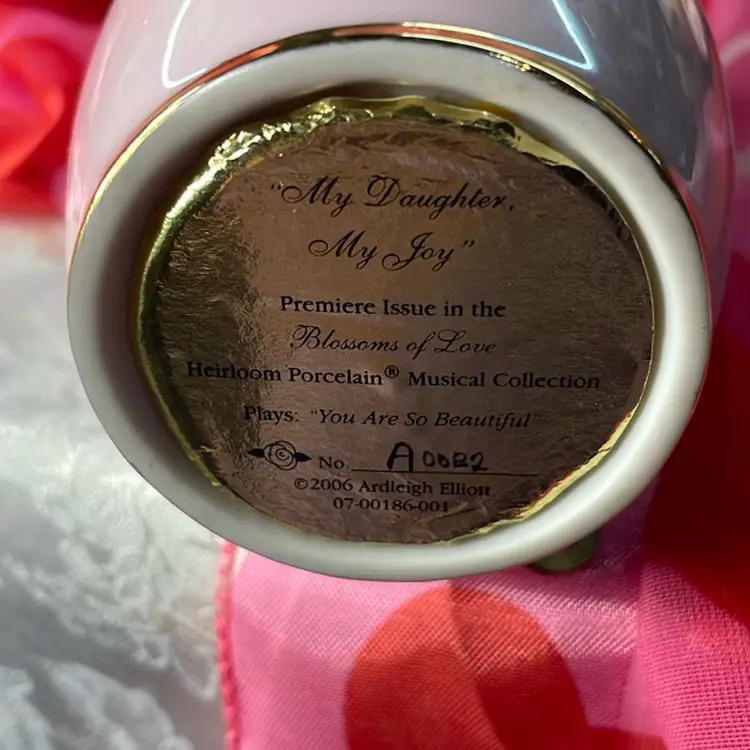 "My Daughter,
My Joy"
Premiere Issue in the
Blossoms of Love
Heirloom Porcelain® Musical Collection
Plays: "You Are So Beautiful"
No. A00B2
©2006 Ardleigh Elliott
07-00186-001